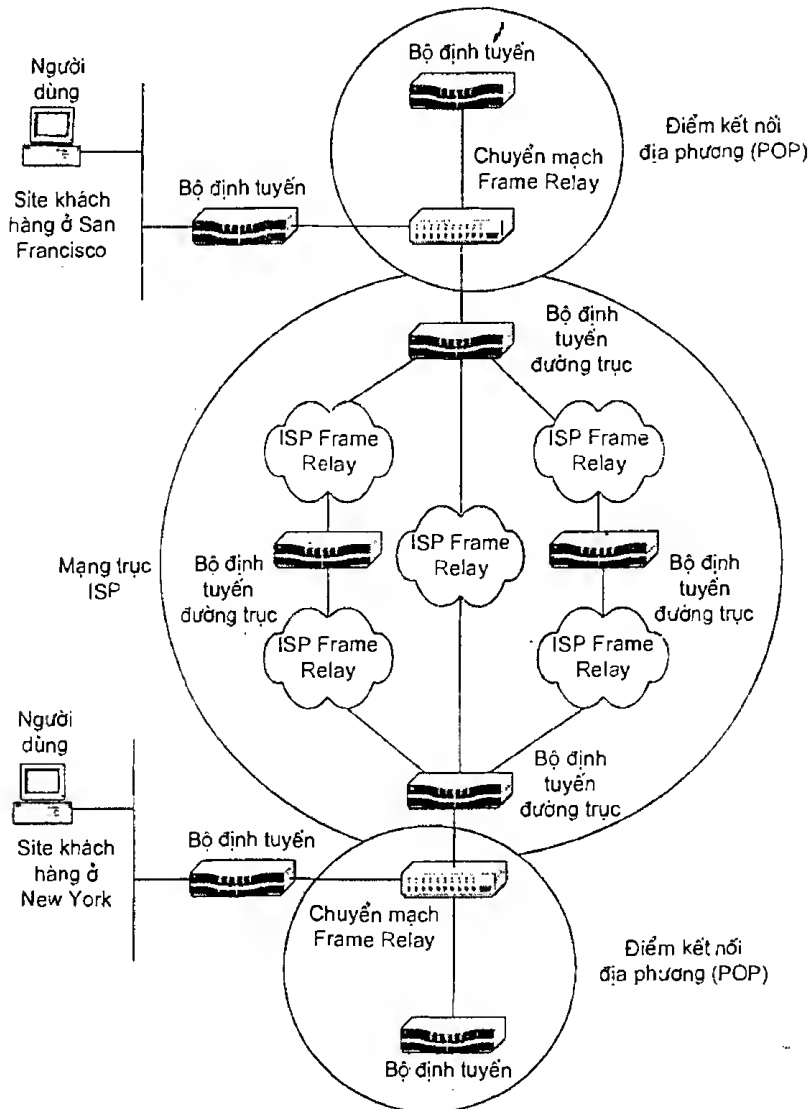 Bộ định tuyến
Người
dùng
Điểm kết nối
địa phương (POP)
Chuyển mạch
Frame Relay
Bộ định tuyến
Site khách
hàng ở San
Francisco
Bộ định
tuyến
đường trục
ISP Frame
Relay
ISP Frame
Relay
ISP Frame
Relay
Mạng trục
ISP
Bộ định
tuyến
đường trục
Bộ định
tuyến
đường trục
ISP Frame
Relay
ISP Frame
Relay
Người
dùng
Bộ định
tuyến
đường trục
Site khách
hàng ở
New York
Bộ định tuyến
Chuyển mạch
Frame Relay
Điểm kết nối
địa phương (POP)
Bộ định tuyến